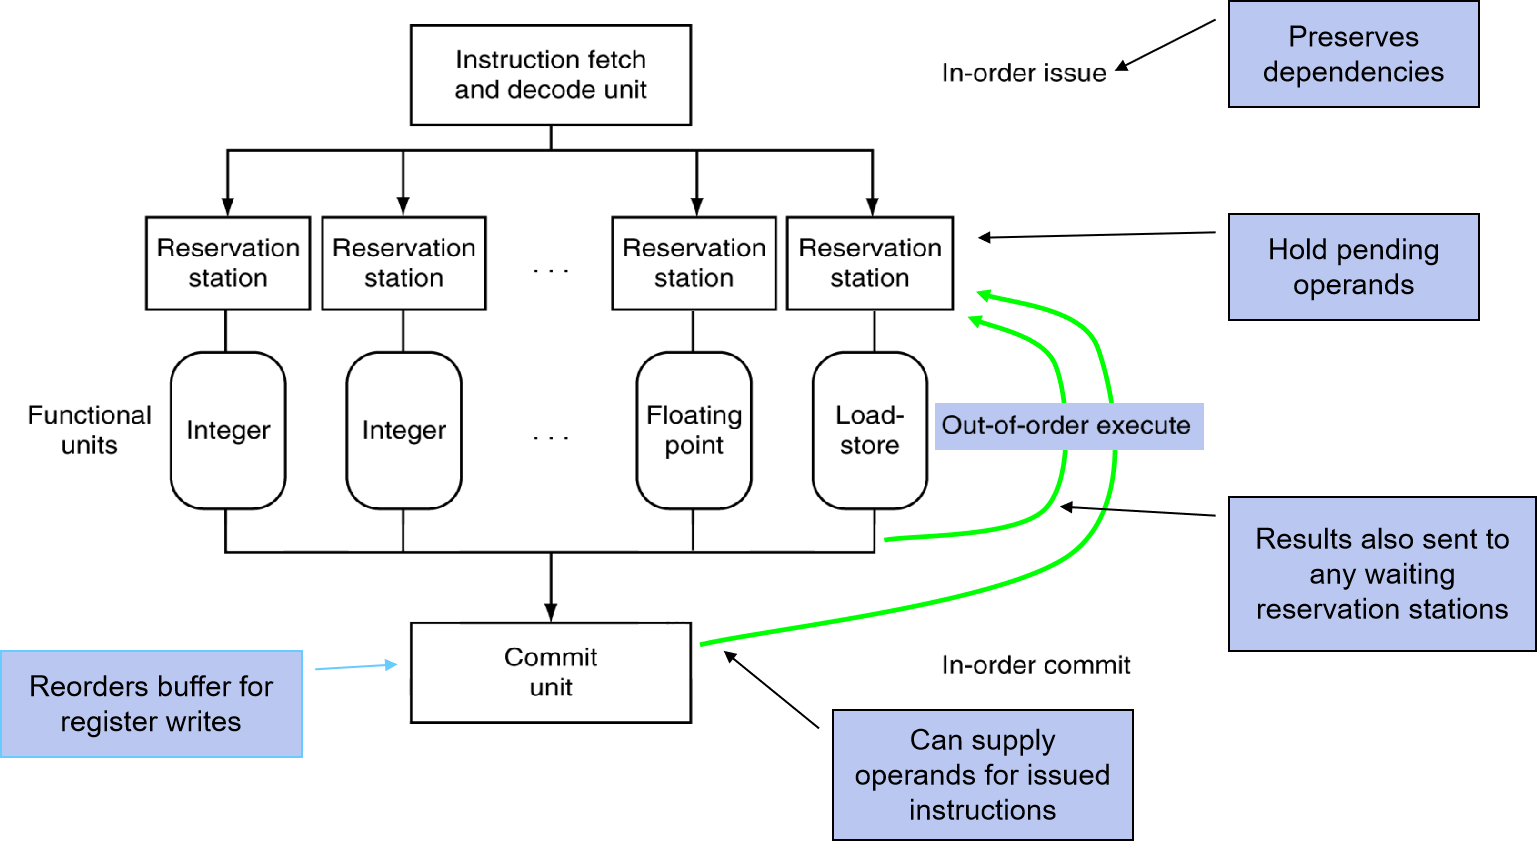 Preserves
dependencies
Instruction fetch
and decode unit
In-order issue
Reservation
station
Reservation
station
. . .
Reservation
station
Reservation
station
Hold pending
operands
Functional
units
Integer
Integer
. . .
Floating
point
Load-
store
Out-of-order execute
Results also sent to
any waiting
reservation stations
Commit
unit
In-order commit
Reorders buffer for
register writes
Can supply
operands for issued
instructions